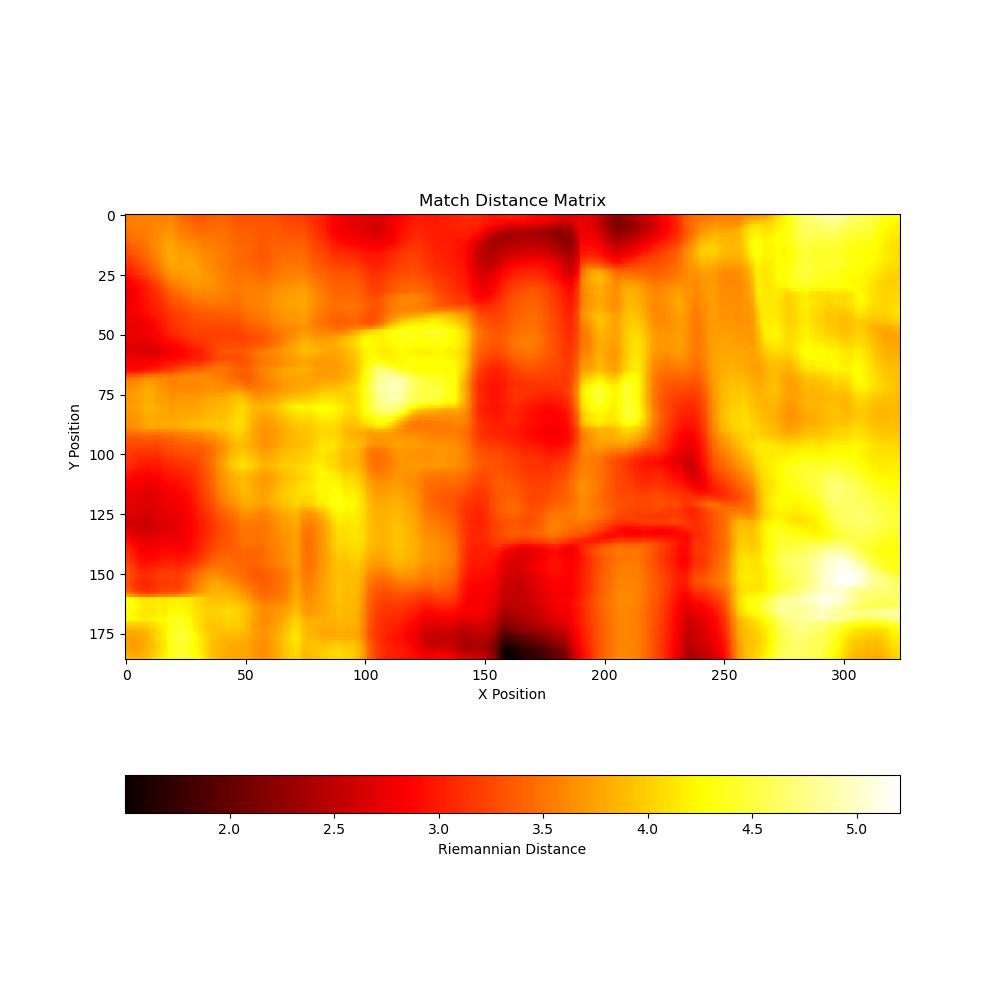 Match Distance Matrix
0
25
50
75
100
125
150
175
Y Position
0 50 100 150 200 250 300
X Position
2.0 2.5 3.0 3.5 4.0 4.5 5.0
Riemannian Distance